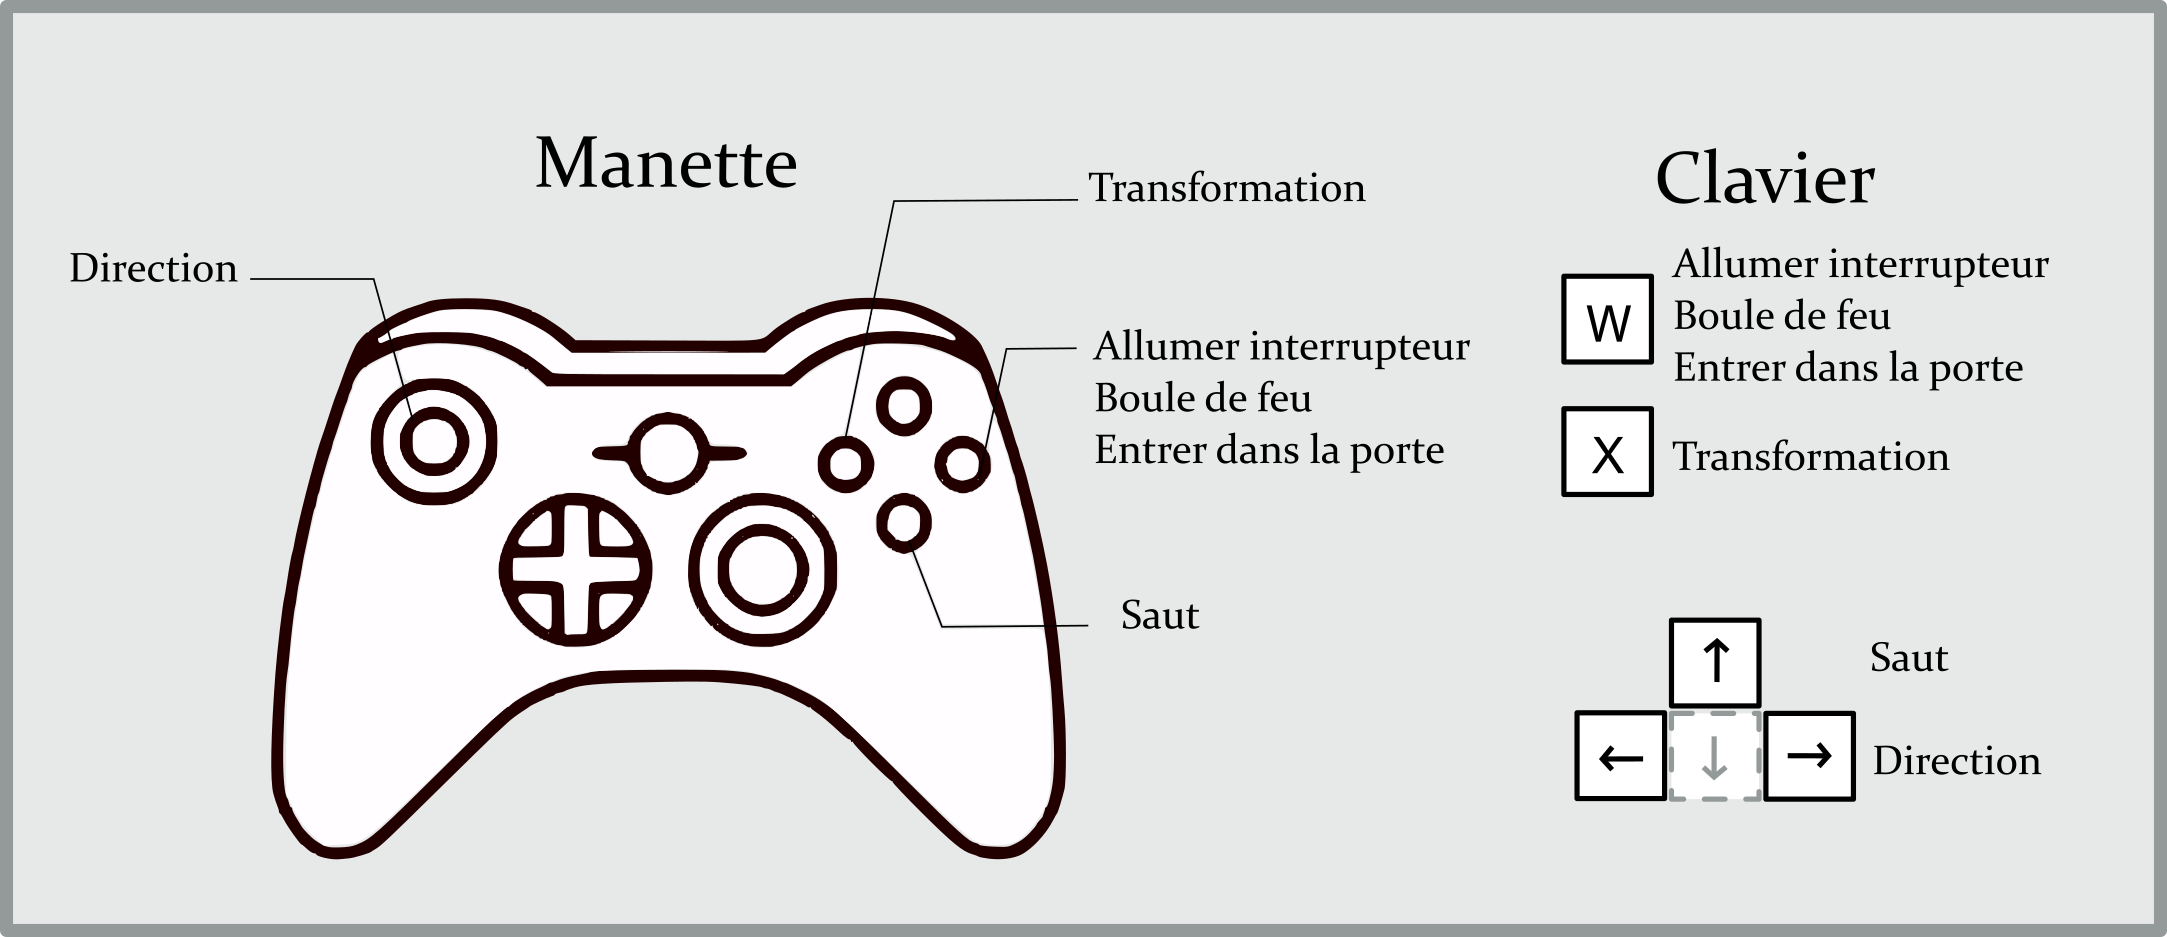 Manette
Direction
Transformation
Allumer interrupteur
Boule de feu
Entrer dans la porte
Saut
Clavier
W
Allumer interrupteur
Boule de feu
Entrer dans la porte
X
Transformation
↑
Saut
← ↓ →
Direction